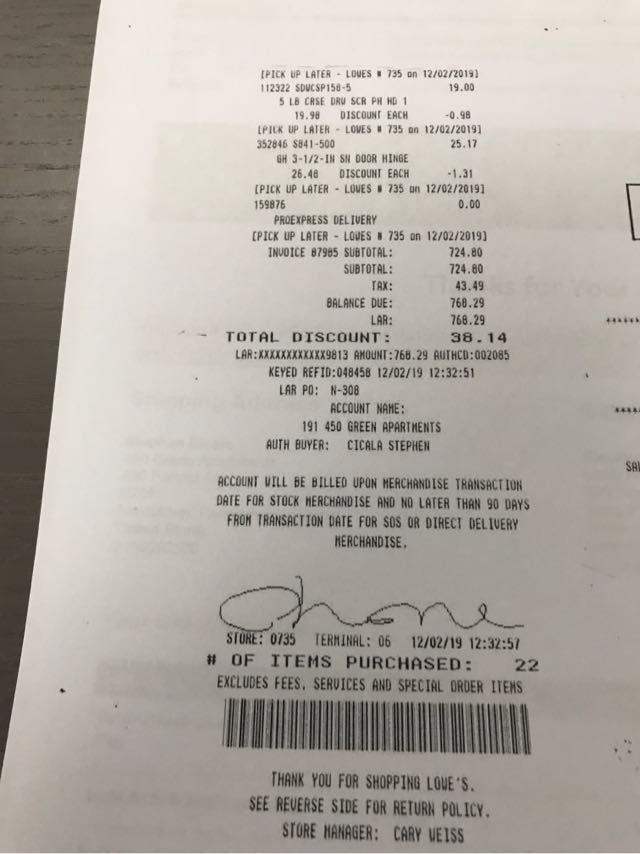 [PICK UP LATER - LOWES # 735 on 12/02/2019]
112322 SDWCSP158-5 19.00
5 LB CRSE DRW SCR PH HD 1
19.98 DISCOUNT EACH -0.98
[PICK UP LATER - LOWES # 735 on 12/02/2019]
352846 S841-500 25.17
GH 3-1/2-IN SN DOOR HINGE
26.48 DISCOUNT EACH -1.31
[PICK UP LATER - LOWES # 735 on 12/02/2019]
159876 0.00
PROEXPRESS DELIVERY
[PICK UP LATER - LOWES # 735 on 12/02/2019]
INVOICE 87985 SUBTOTAL: 724.80
SUBTOTAL: 724.80
TAX: 43.49
BALANCE DUE: 768.29
LAR: 768.29
TOTAL DISCOUNT: 38.14
LAR:XXXXXXXXXXXX9813 AMOUNT:768.29 AUTHCD:002085
KEYED REFID:048458 12/02/19 12:32:51
LAR PO: N-308
ACCOUNT NAME:
191 450 GREEN APARTMENTS
AUTH BUYER: CICALA STEPHEN
ACCOUNT WILL BE BILLED UPON MERCHANDISE TRANSACTION
DATE FOR STOCK MERCHANDISE AND NO LATER THAN 90 DAYS
FROM TRANSACTION DATE FOR SOS OR DIRECT DELIVERY
MERCHANDISE.
STORE: 0735 TERMINAL: 06 12/02/19 12:32:57
# OF ITEMS PURCHASED: 22
EXCLUDES FEES, SERVICES AND SPECIAL ORDER ITEMS
THANK YOU FOR SHOPPING LOWE'S.
SEE REVERSE SIDE FOR RETURN POLICY.
STORE MANAGER: CARY WEISS